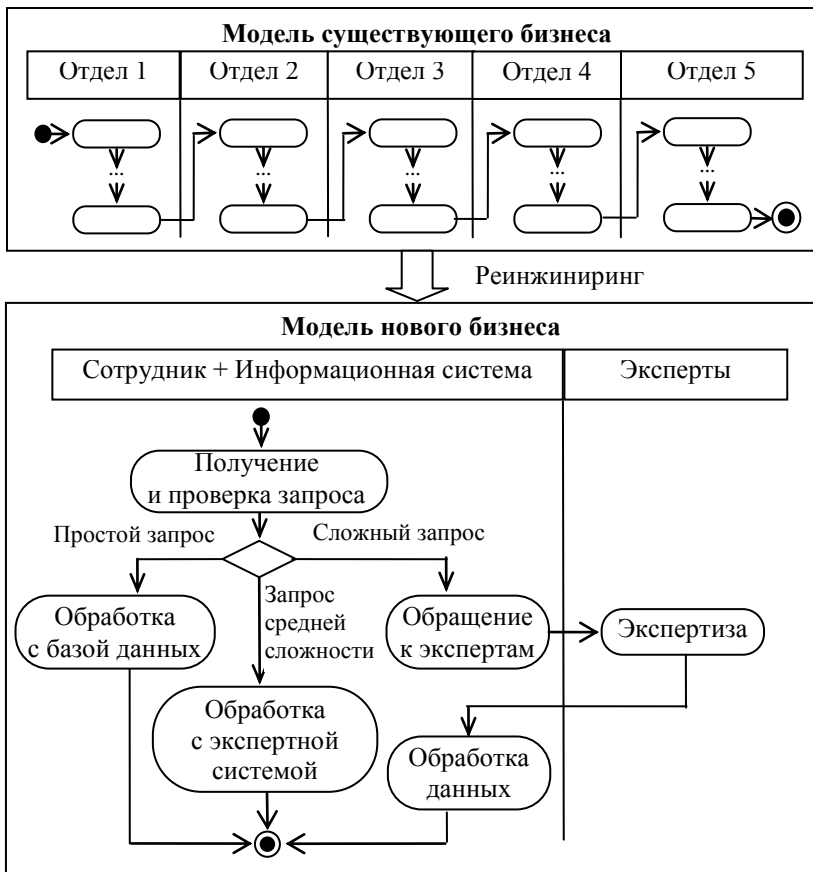 Модель существующего бизнеса
Отдел 1 Отдел 2 Отдел 3 Отдел 4 Отдел 5
... ... ... ... ...
Реинжиниринг
Модель нового бизнеса
Сотрудник + Информационная система Эксперты
Получение
и проверка запроса
Простой запрос
Сложный запрос
Запрос
средней
сложности
Обработка
с базой данных
Обращение
к экспертам
Экспертиза
Обработка
с экспертной
системой
Обработка
данных